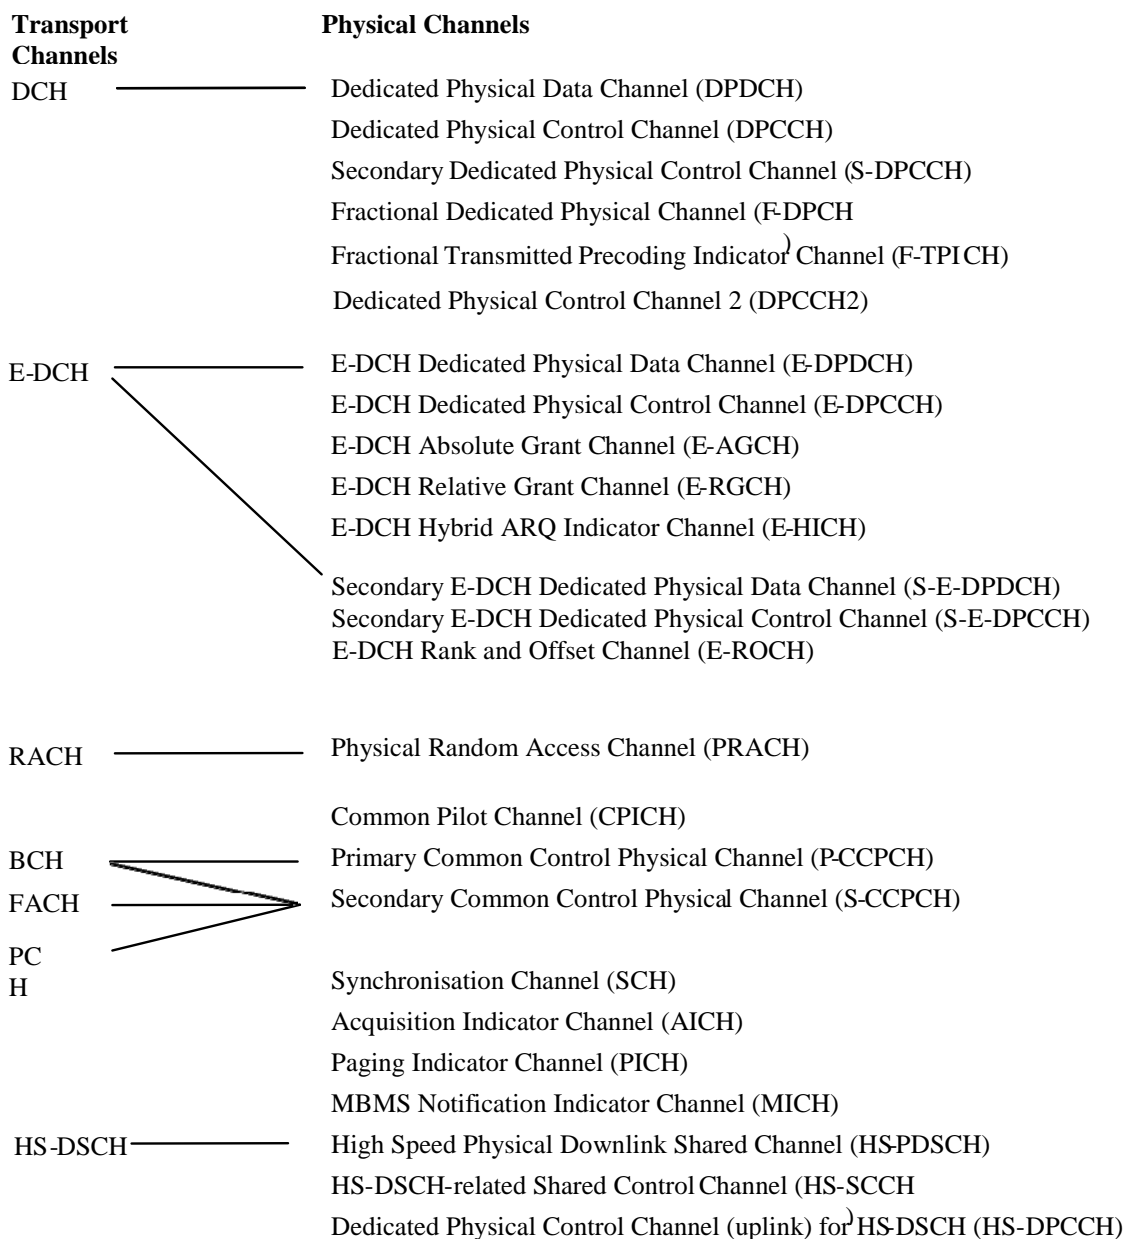 Transport Channels Physical Channels
DCH Dedicated Physical Data Channel (DPDCH)
Dedicated Physical Control Channel (DPCCH)
Secondary Dedicated Physical Control Channel (S-DPCCH)
Fractional Dedicated Physical Channel (F-DPCH
)
Fractional Transmitted Precoding Indicator Channel (F-TPICH)
Dedicated Physical Control Channel 2 (DPCCH2)
E-DCH E-DCH Dedicated Physical Data Channel (E-DPDCH)
E-DCH Dedicated Physical Control Channel (E-DPCCH)
E-DCH Absolute Grant Channel (E-AGCH)
E-DCH Relative Grant Channel (E-RGCH)
E-DCH Hybrid ARQ Indicator Channel (E-HICH)
Secondary E-DCH Dedicated Physical Data Channel (S-E-DPDCH)
Secondary E-DCH Dedicated Physical Control Channel (S-E-DPCCH)
E-DCH Rank and Offset Channel (E-ROCH)
RACH Physical Random Access Channel (PRACH)
Common Pilot Channel (CPICH)
BCH Primary Common Control Physical Channel (P-CCPCH)
FACH Secondary Common Control Physical Channel (S-CCPCH)
PC
H Synchronisation Channel (SCH)
Acquisition Indicator Channel (AICH)
Paging Indicator Channel (PICH)
MBMS Notification Indicator Channel (MICH)
HS-DSCH High Speed Physical Downlink Shared Channel (HS-PDSCH)
HS-DSCH-related Shared Control Channel (HS-SCCH
)
Dedicated Physical Control Channel (uplink) for HS-DSCH (HS-DPCCH)